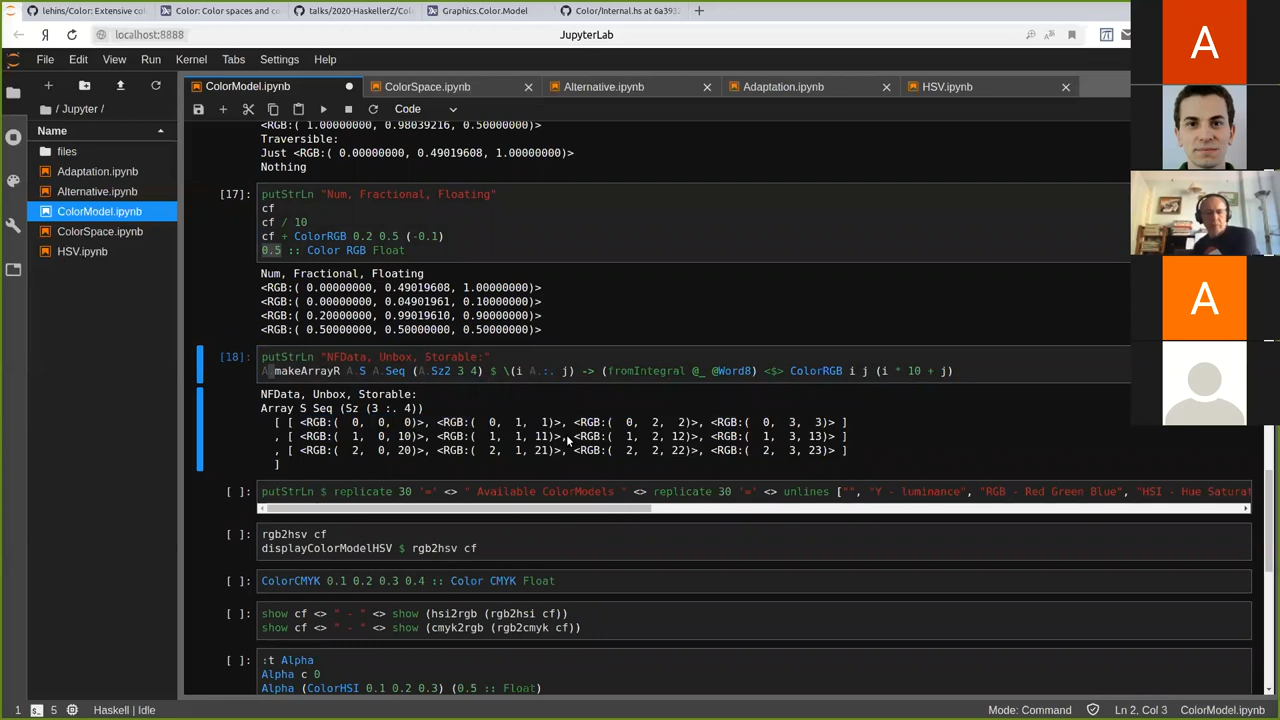 lehins/Color: Extensive co
Color: Color spaces and co
talks/2020-HaskellerZ/Colo
Graphics.Color.Model
Color/Internal.hs at 6a3932
localhost:8888
JupyterLab
File Edit View Run Kernel Tabs Settings Help
ColorModel.ipynb
ColorSpace.ipynb
Alternative.ipynb
Adaptation.ipynb
HSV.ipynb
Code
/ Jupyter /
Name
files
Adaptation.ipynb
Alternative.ipynb
ColorModel.ipynb
ColorSpace.ipynb
HSV.ipynb
<RGB:( 1.00000000, 0.98039216, 0.50000000)>
Traversible:
Just <RGB:( 0.00000000, 0.49019608, 1.00000000)>
Nothing
[17]: putStrLn "Num, Fractional, Floating"
cf
cf / 10
cf + ColorRGB 0.2 0.5 (-0.1)
0.5 :: Color RGB Float
Num, Fractional, Floating
<RGB:( 0.00000000, 0.49019608, 1.00000000)>
<RGB:( 0.00000000, 0.04901961, 0.10000000)>
<RGB:( 0.20000000, 0.99019610, 0.90000000)>
<RGB:( 0.50000000, 0.50000000, 0.50000000)>
[18]: putStrLn "NFData, Unbox, Storable:"
A.makeArrayR A.S A.Seq (A.Sz2 3 4) $ \(i A.:. j) -> (fromIntegral @_ @Word8) <$> ColorRGB i j (i * 10 + j)
NFData, Unbox, Storable:
Array S Seq (Sz (3 :. 4))
[ [ <RGB:( 0, 0, 0)>, <RGB:( 0, 1, 1)>, <RGB:( 0, 2, 2)>, <RGB:( 0, 3, 3)> ]
, [ <RGB:( 1, 0, 10)>, <RGB:( 1, 1, 11)>, <RGB:( 1, 2, 12)>, <RGB:( 1, 3, 13)> ]
, [ <RGB:( 2, 0, 20)>, <RGB:( 2, 1, 21)>, <RGB:( 2, 2, 22)>, <RGB:( 2, 3, 23)> ]
]
[ ]: putStrLn $ replicate 30 '=' <> " Available ColorModels " <> replicate 30 '=' <> unlines ["", "Y - luminance", "RGB - Red Green Blue", "HSI - Hue Saturat
[ ]: rgb2hsv cf
displayColorModelHSV $ rgb2hsv cf
[ ]: ColorCMYK 0.1 0.2 0.3 0.4 :: Color CMYK Float
[ ]: show cf <> " - " <> show (hsi2rgb (rgb2hsi cf))
show cf <> " - " <> show (cmyk2rgb (rgb2cmyk cf))
[ ]: :t Alpha
Alpha c 0
Alpha (ColorHSI 0.1 0.2 0.3) (0.5 :: Float)
A
A
1 5 Haskell | Idle
Mode: Command Ln 2, Col 3 ColorModel.ipynb